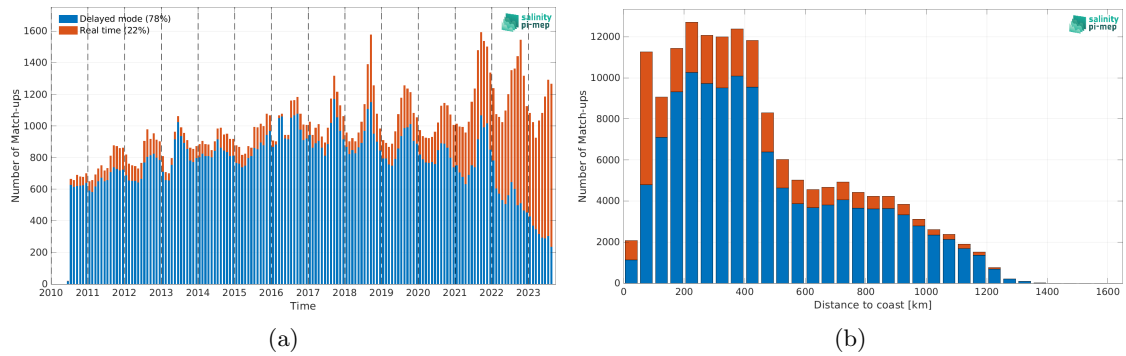 Delayed mode (78%)
Real time (22%)
salinity
pi-mep
Number of Match-ups
1600
1400
1200
1000
800
600
400
200
0
2010 2011 2012 2013 2014 2015 2016 2017 2018 2019 2020 2021 2022 2023
Time
(a)
salinity
pi-mep
Number of Match-ups
12000
10000
8000
6000
4000
2000
0
0 200 400 600 800 1000 1200 1400 1600
Distance to coast [km]
(b)